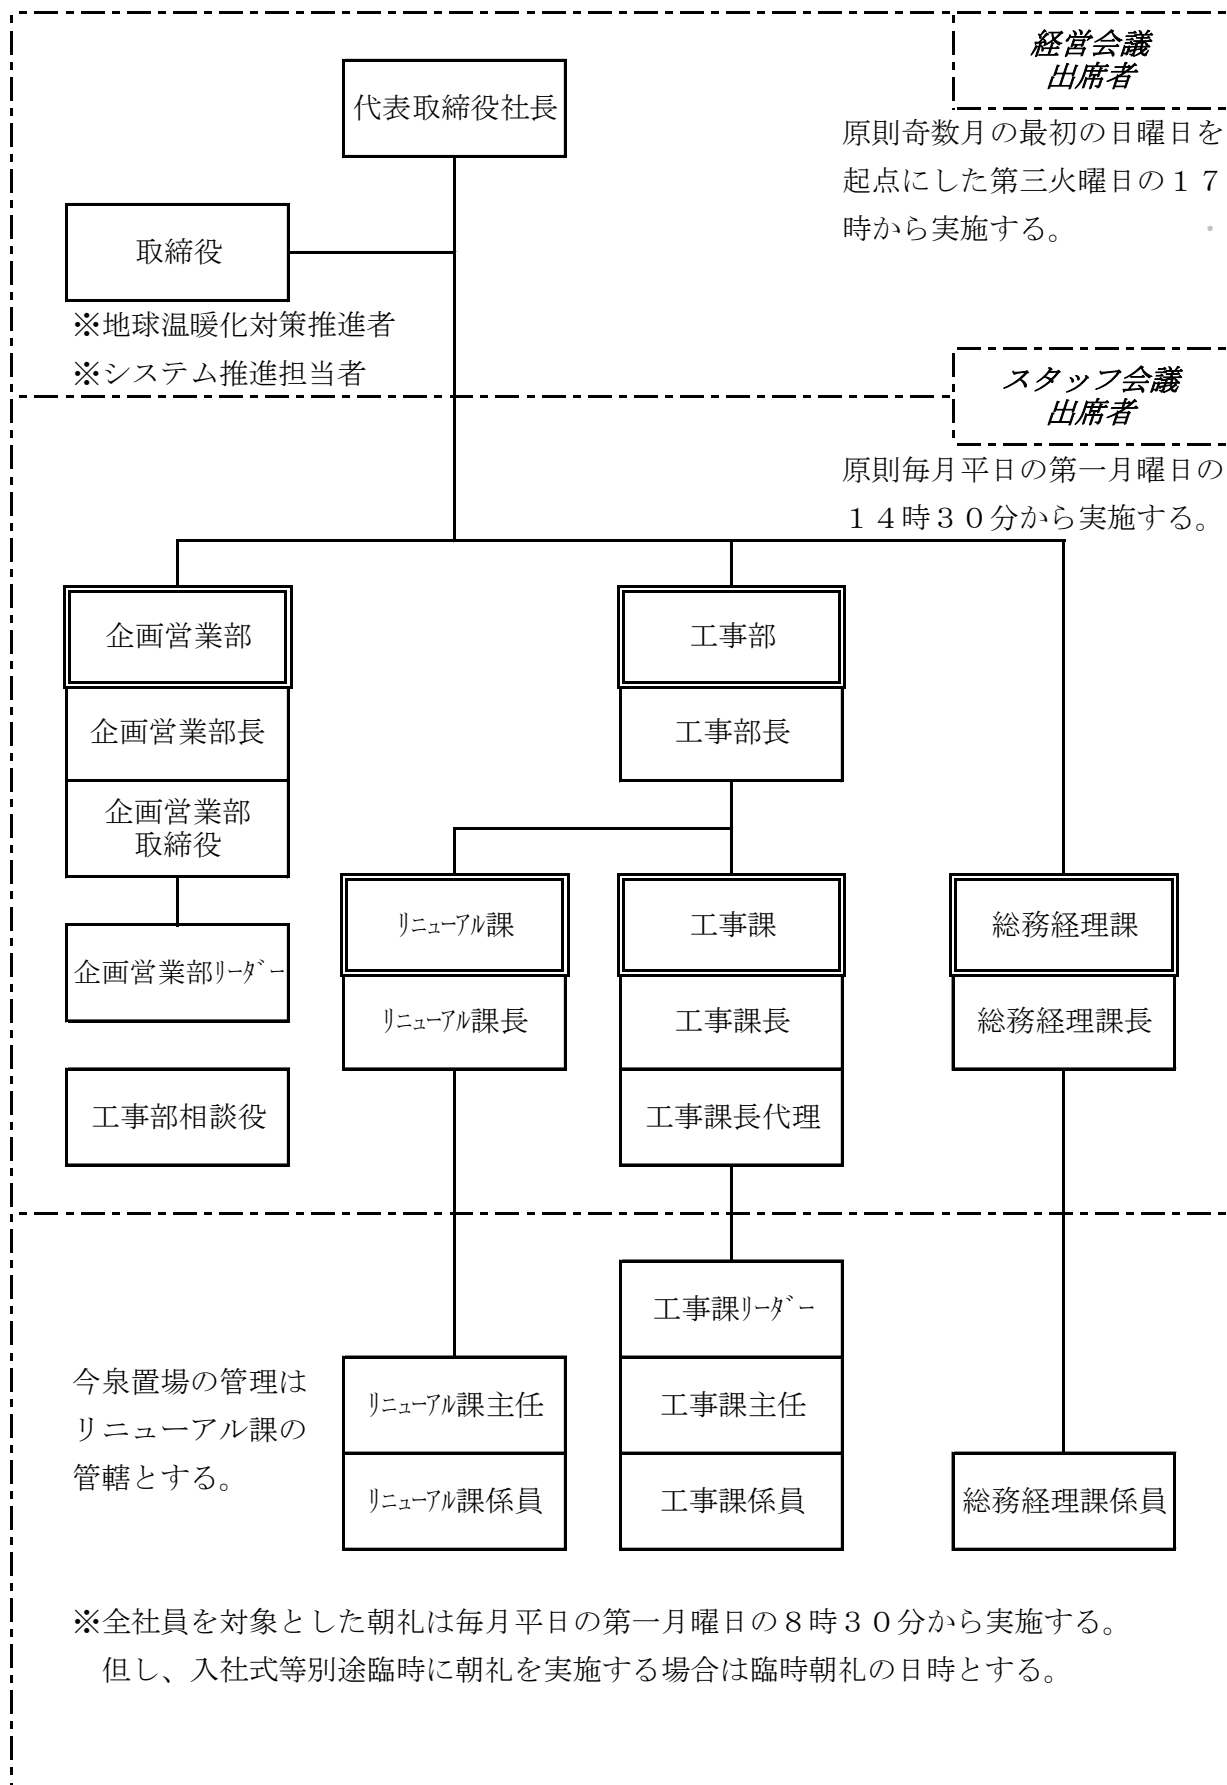 経営会議
出席者
代表取締役社長
原則奇数月の最初の日曜日を
起点にした第三火曜日の１７
時から実施する。
取締役
※地球温暖化対策推進者
※システム推進担当者
スタッフ会議
出席者
原則毎月平日の第一月曜日の
１４時３０分から実施する。
企画営業部
工事部
企画営業部長
工事部長
企画営業部
取締役
ﾘﾆｭｰｱﾙ課
工事課
総務経理課
企画営業部ﾘｰﾀﾞｰ
ﾘﾆｭｰｱﾙ課長
工事課長
総務経理課長
工事部相談役
工事課長代理
工事課ﾘｰﾀﾞｰ
今泉置場の管理は
リニューアル課の
管轄とする。
ﾘﾆｭｰｱﾙ課主任
工事課主任
ﾘﾆｭｰｱﾙ課係員
工事課係員
総務経理課係員
※全社員を対象とした朝礼は毎月平日の第一月曜日の８時３０分から実施する。
但し、入社式等別途臨時に朝礼を実施する場合は臨時朝礼の日時とする。